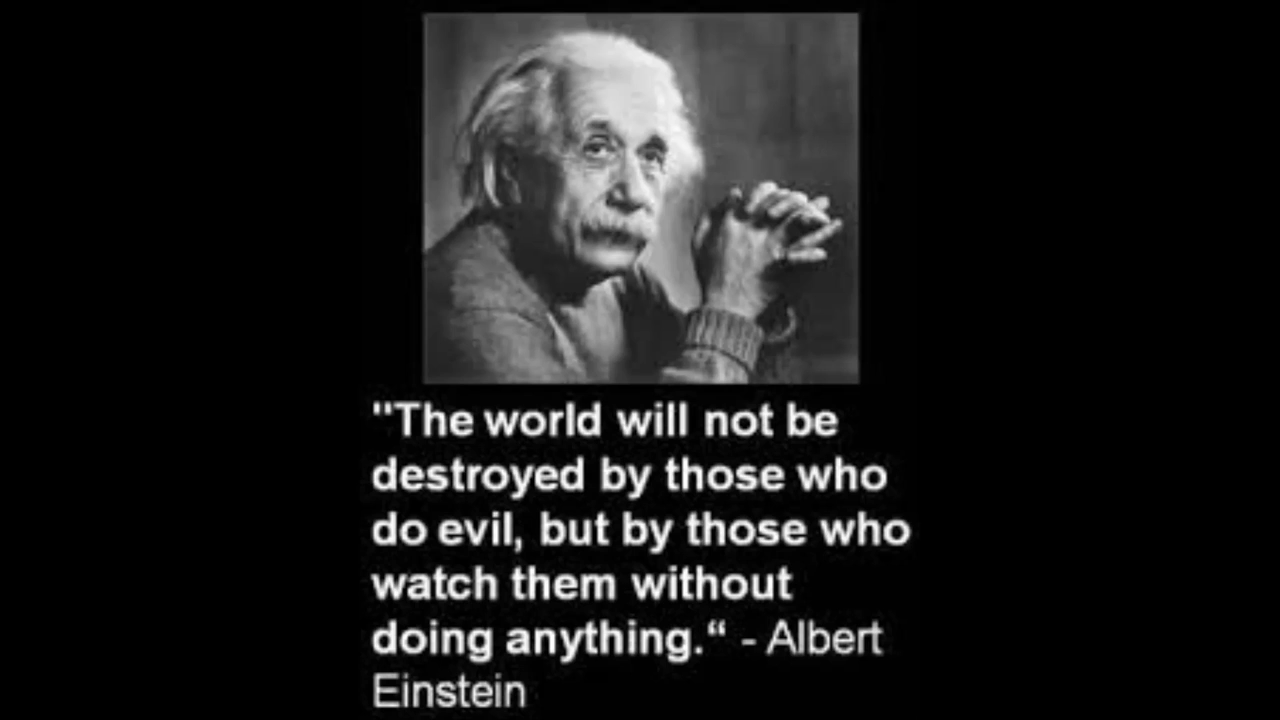 "The world will not be
destroyed by those who
do evil, but by those who
watch them without
doing anything.“ - Albert
Einstein